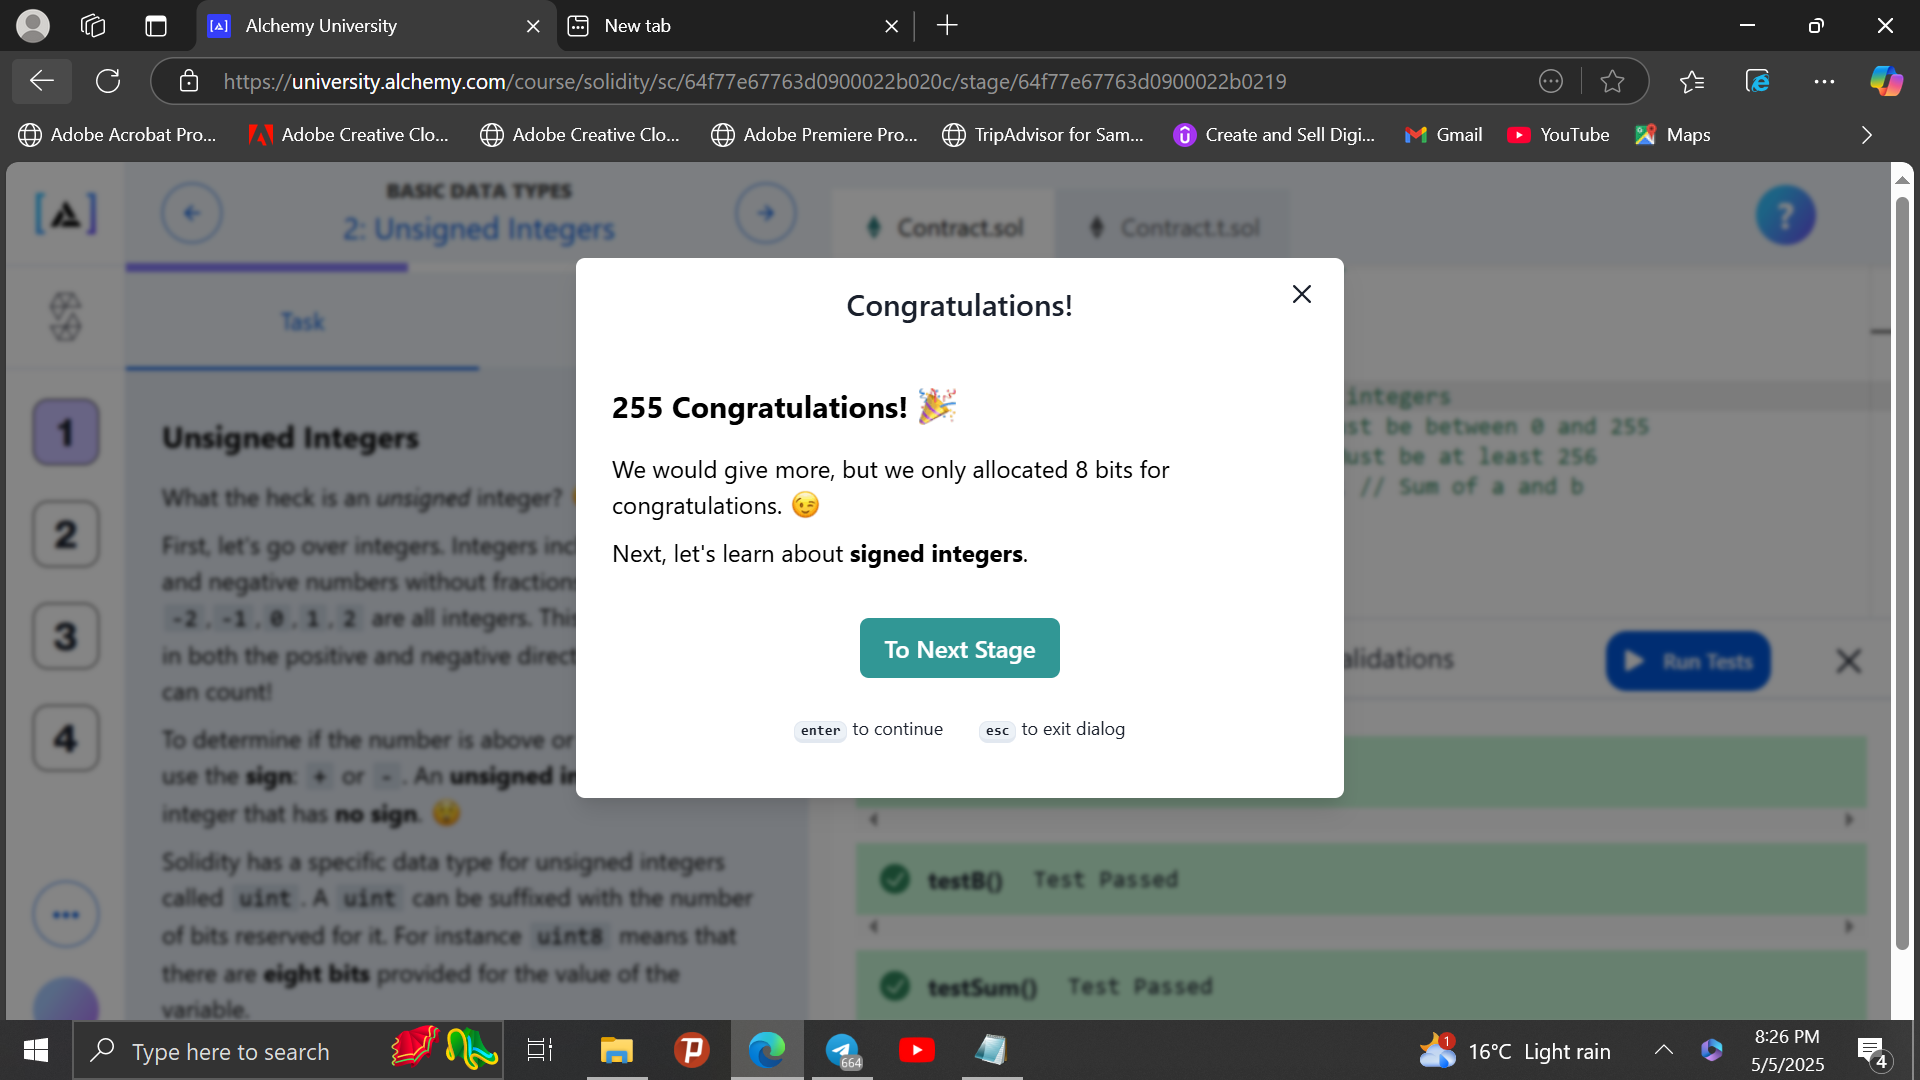 Alchemy University
New tab
https://university.alchemy.com/course/solidity/sc/64f77e67763d0900022b020c/stage/64f77e67763d0900022b0219
Adobe Acrobat Pro...
Adobe Creative Clo...
Adobe Creative Clo...
Adobe Premiere Pro...
TripAdvisor for Sam...
Create and Sell Digi...
Gmail
YouTube
Maps
BASIC DATA TYPES
2: Unsigned Integers
Contract.sol
Contract.t.sol
?
Task
1
2
3
4
Unsigned Integers
What the heck is an unsigned integer?
First, let's go over integers. Integers
and negative numbers without
-2, -1, 0, 1, 2 are all integers.
in both the positive and negative
can count!
To determine if the number is above or
use the sign: + or -. An unsigned
integer that has no sign. 😲
Solidity has a specific data type for unsigned integers
called uint. A uint can be suffixed with the number
of bits reserved for it. For instance uint8 means that
there are eight bits provided for the value of the
variable.
Congratulations!
255 Congratulations! 🎉
We would give more, but we only allocated 8 bits for
congratulations. 😉
Next, let's learn about signed integers.
To Next Stage
enter to continue
esc to exit dialog
integers
be between 0 and 255
be at least 256
// Sum of a and b
Run Tests
testB() Test Passed
testSum() Test Passed
Type here to search
664
1
16°C Light rain
8:26 PM
5/5/2025
4